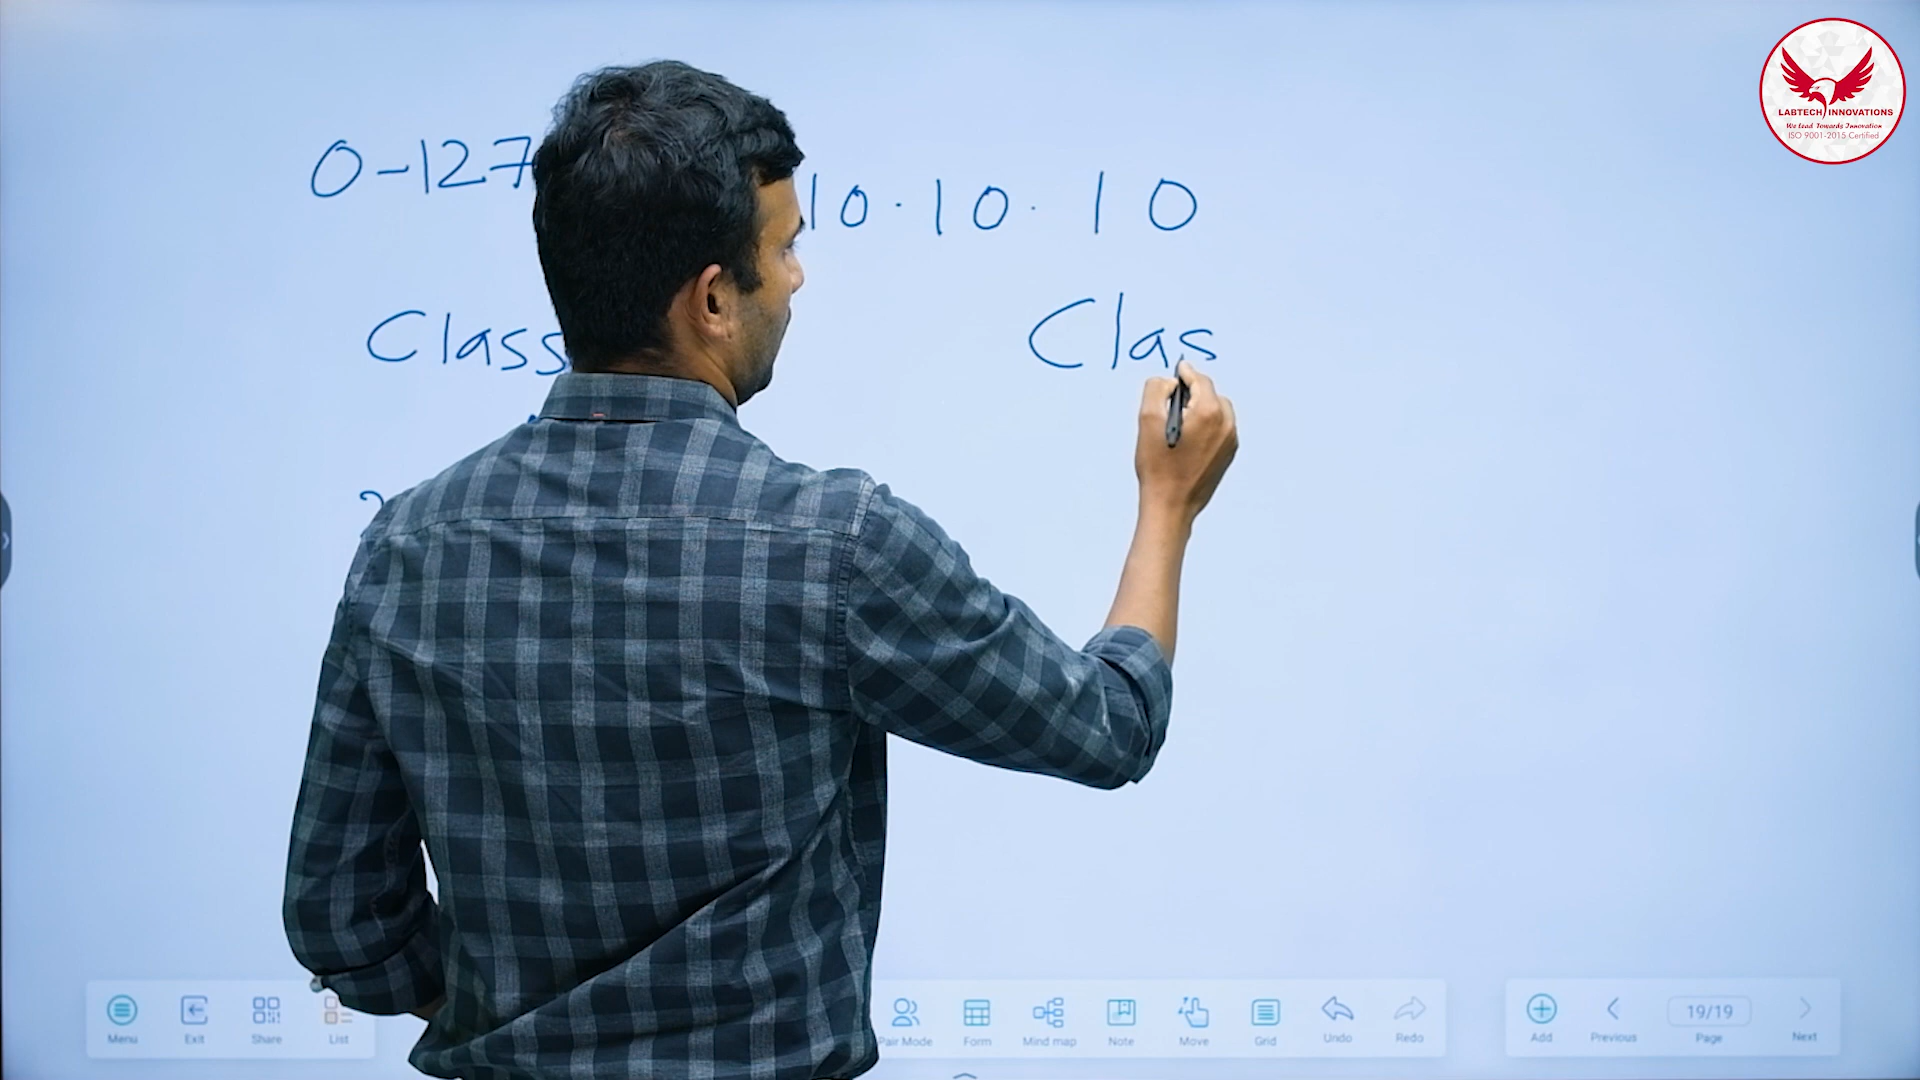 LABTECH INNOVATIONS
We Lead Towards Innovation
ISO 9001-2015 Certified
0-127
10.10.10
Class
Clas
Menu
Exit
Share
List
Pair Mode
Form
Mind map
Note
Move
Grid
Undo
Redo
Add
Previous
19/19
Page
Next